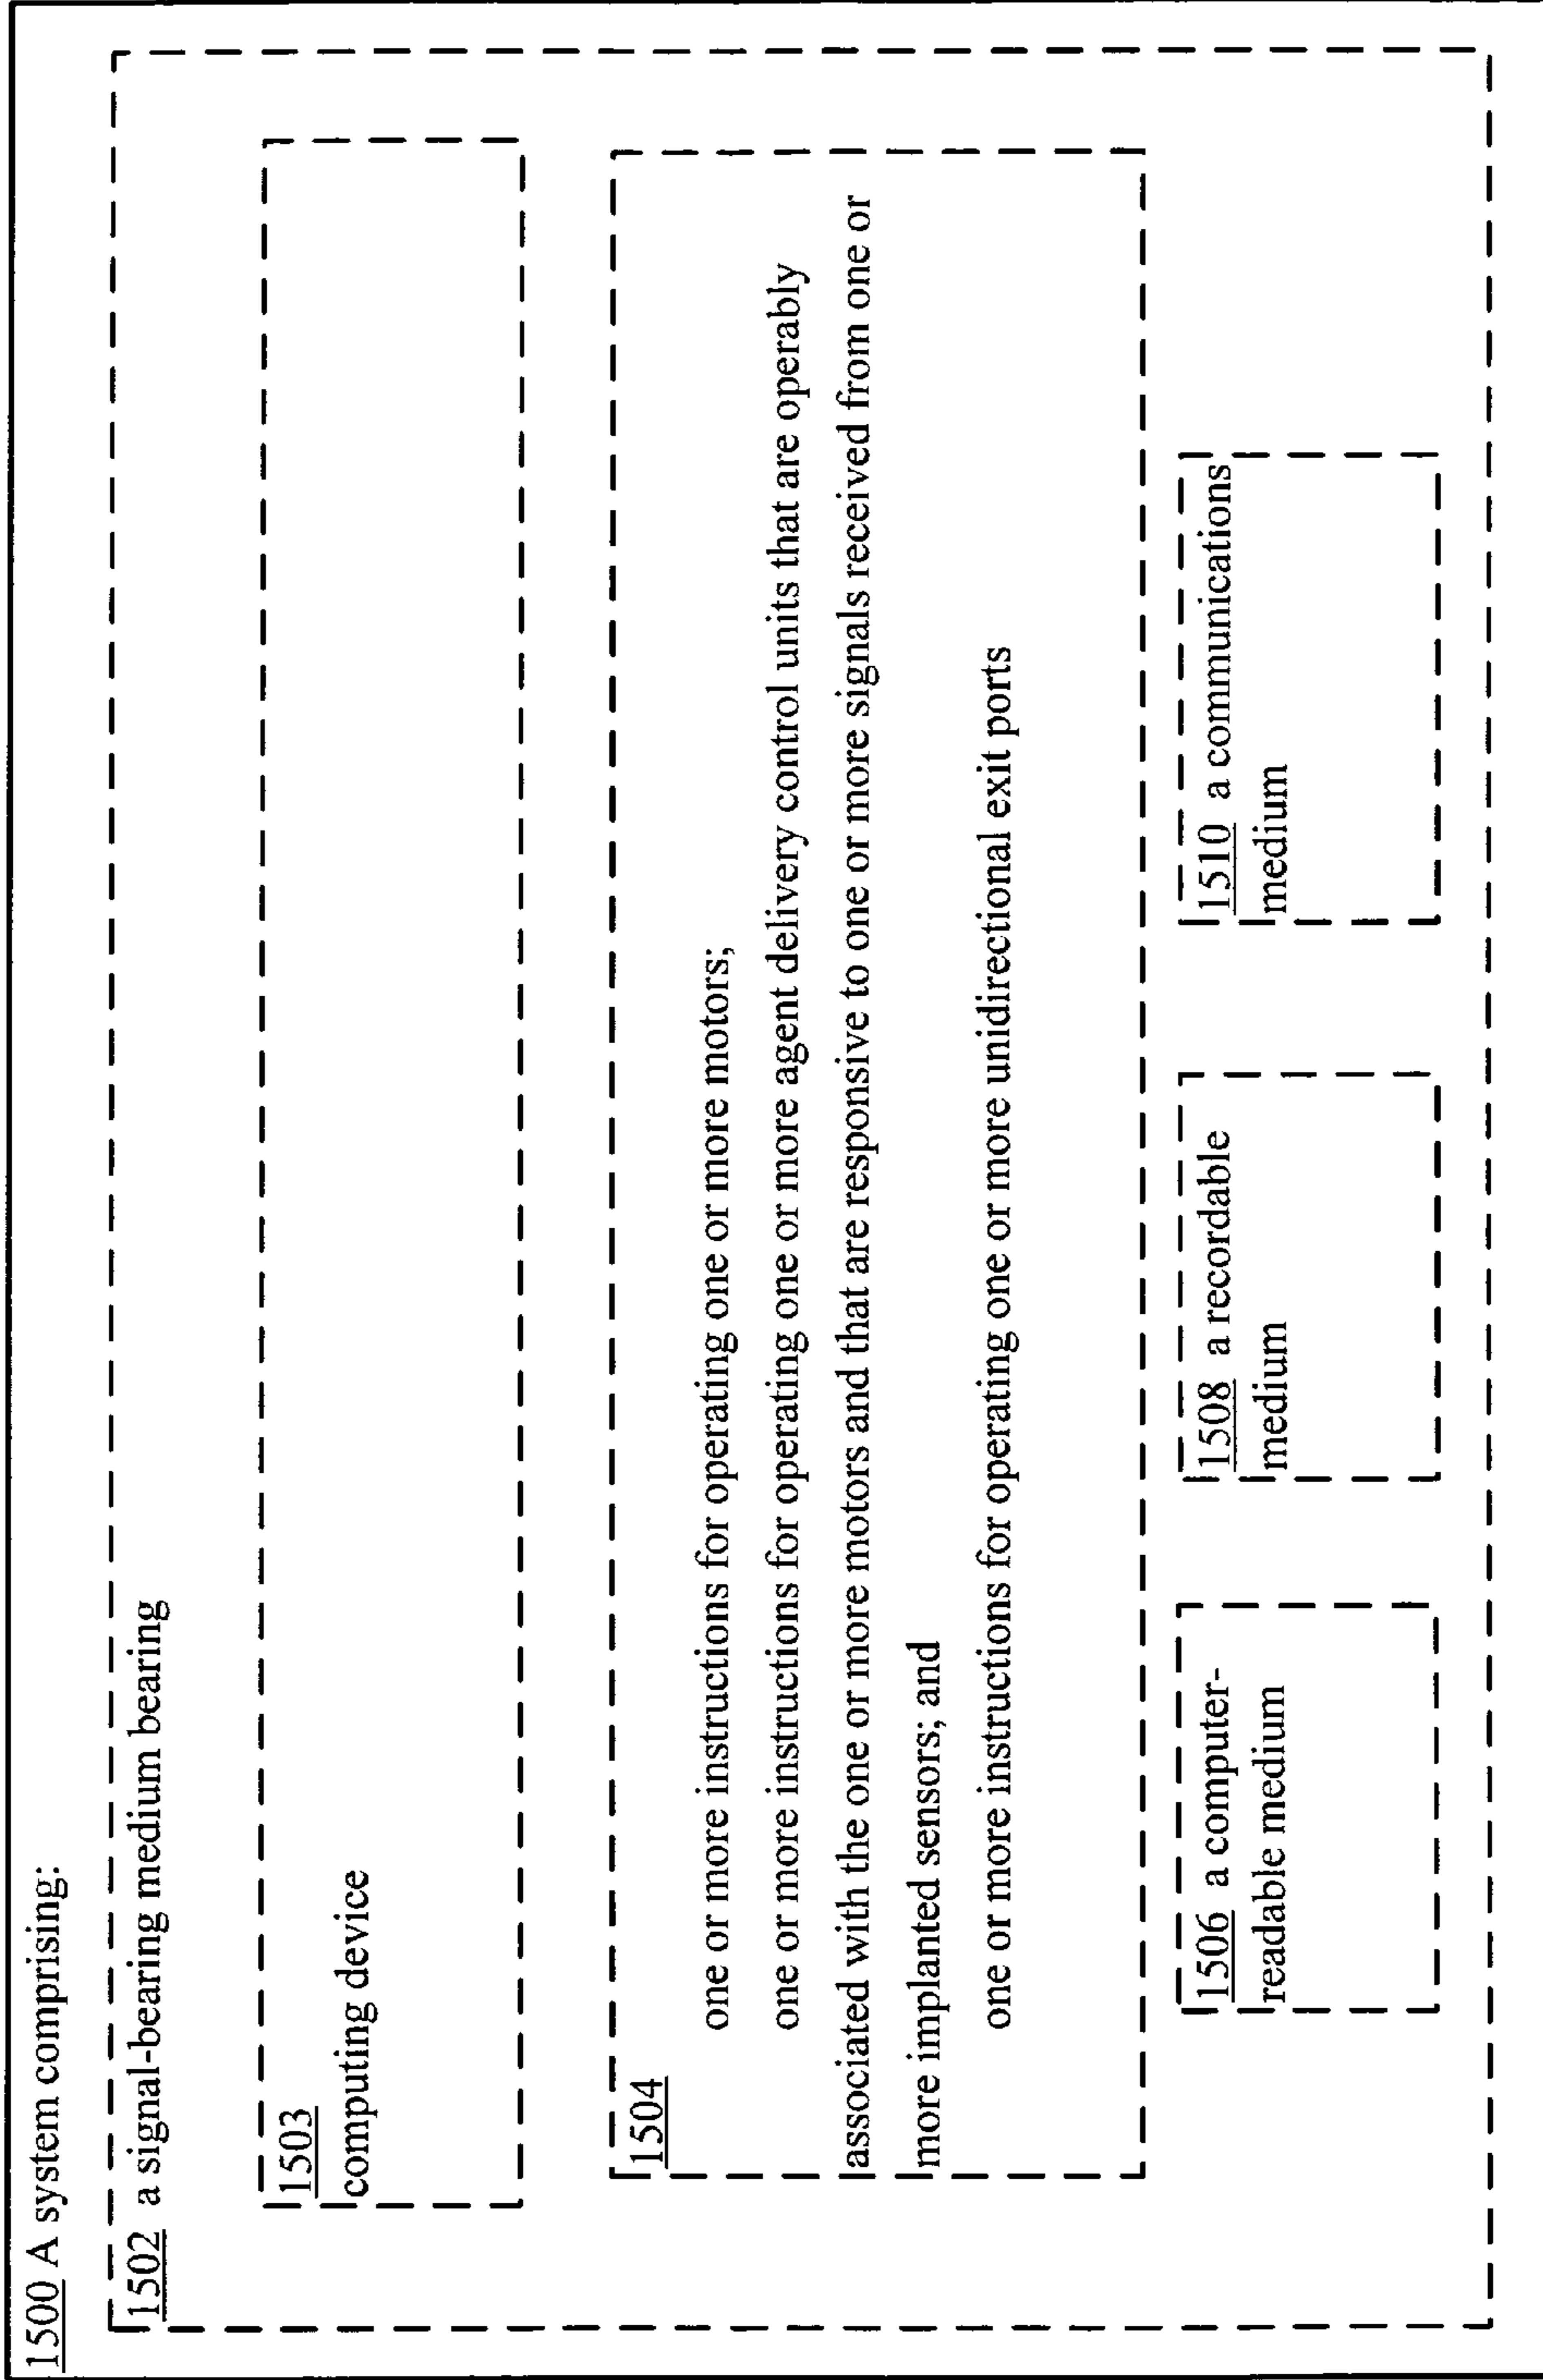 1500 A system comprising:
1502 a signal-bearing medium bearing
1503
computing device
1504
one or more instructions for operating one or more motors;
one or more instructions for operating one or more agent delivery control units that are operably
associated with the one or more motors and that are responsive to one or more signals received from one or
more implanted sensors; and
one or more instructions for operating one or more unidirectional exit ports
1506 a computer-
readable medium
1508 a recordable
medium
1510 a communications
medium